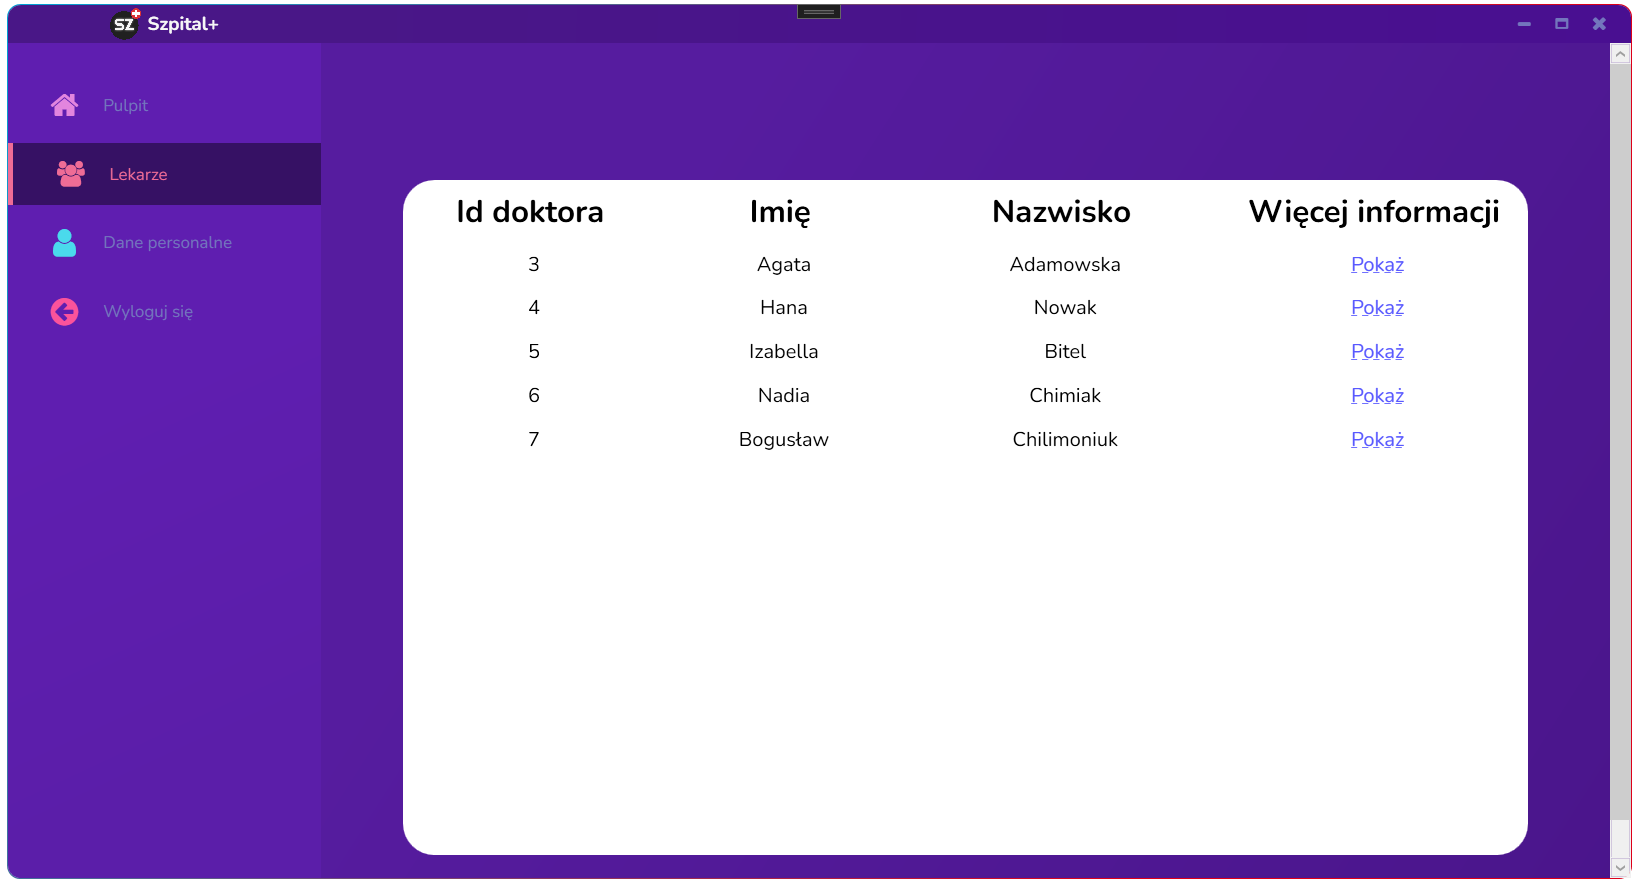 SZ Szpital+
Pulpit
Lekarze
Dane personalne
Wyloguj się
Id doktora Imię Nazwisko Więcej informacji
3 Agata Adamowska Pokaż
4 Hana Nowak Pokaż
5 Izabella Bitel Pokaż
6 Nadia Chimiak Pokaż
7 Bogusław Chilimoniuk Pokaż